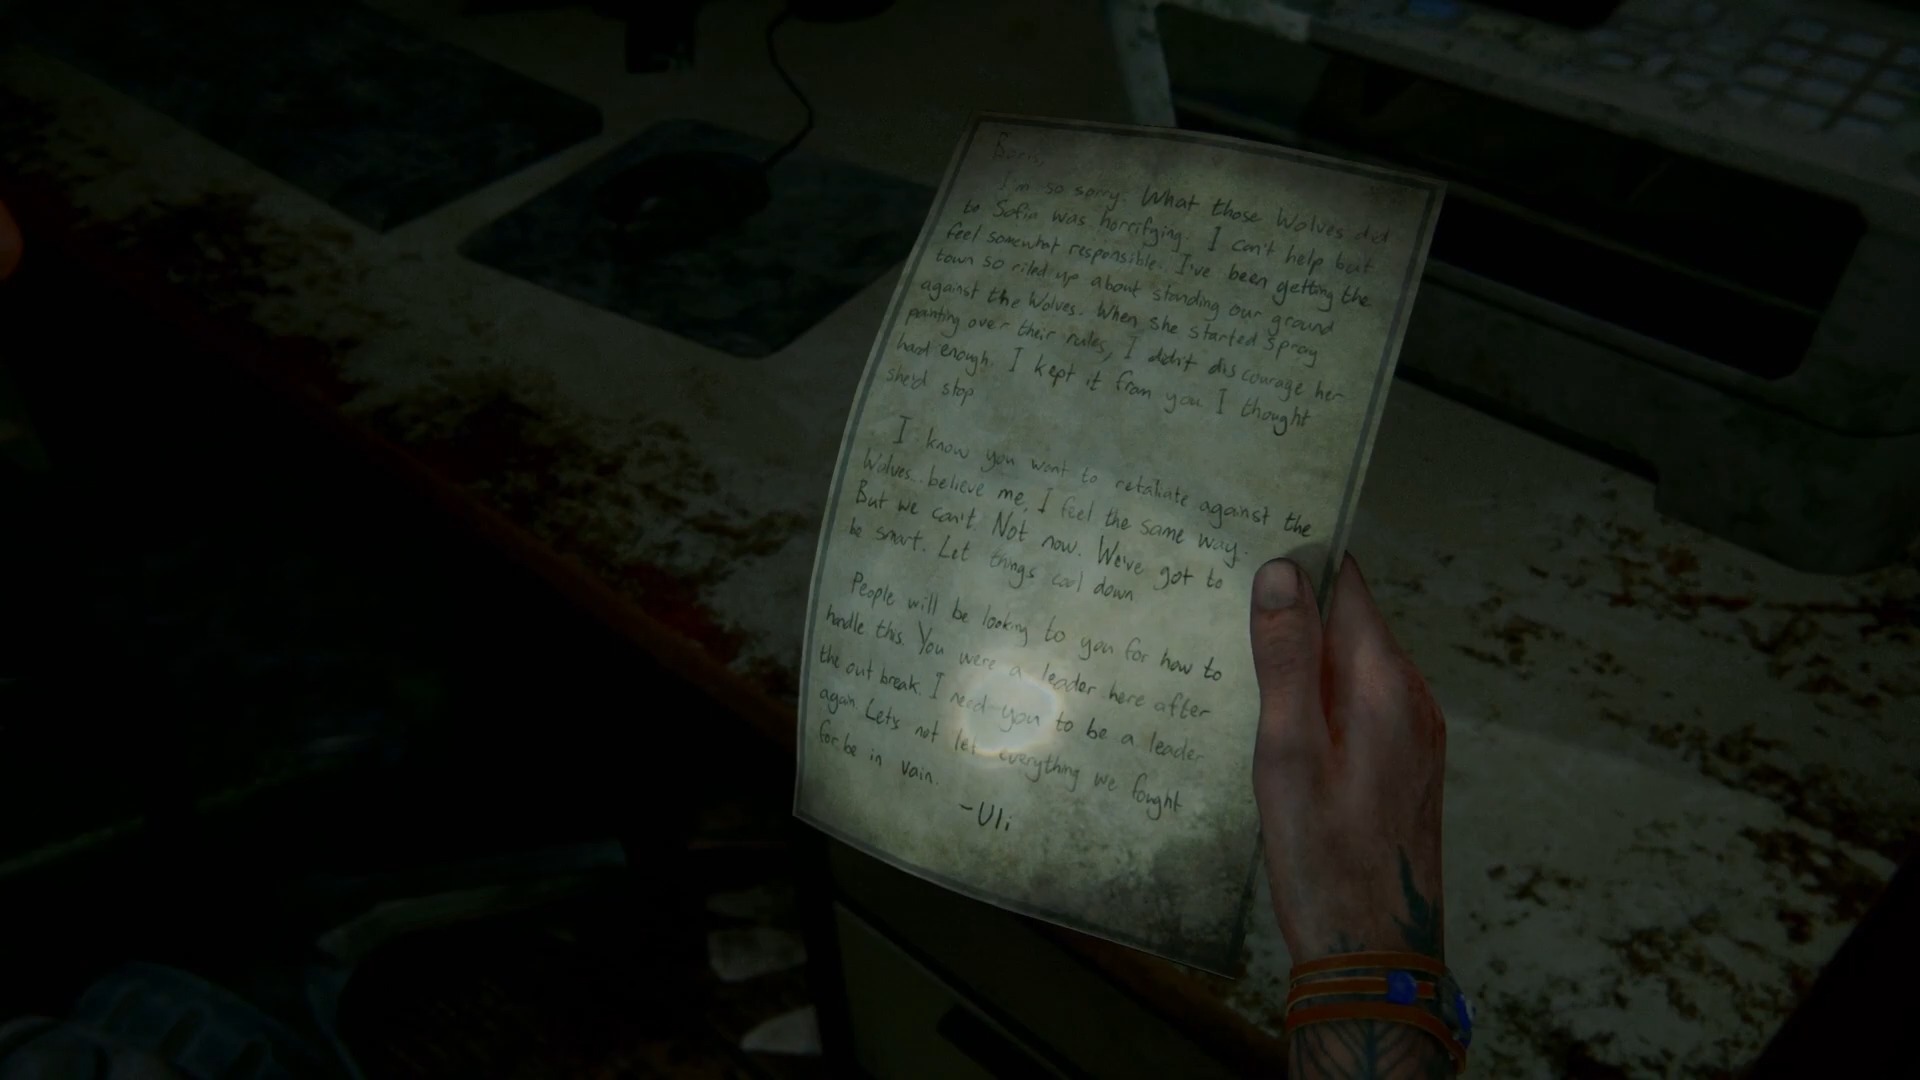 Boris,
I'm so sorry. What those Wolves did
to Sofia was horrifying. I can't help but
feel somewhat responsible. I've been getting the
town so riled up about standing our ground
against the Wolves. When she started spray
painting over their rules, I didn't discourage her
hard enough. I kept it from you I thought
she'd stop
I know you want to retaliate against the
Wolves...believe me, I feel the same way.
But we can't. Not now. We've got to
be smart. Let things cool down
People will be looking to you for how to
handle this. You were a leader here after
the out break. I need you to be a leader
again. Let's not let everything we fought
for be in vain.
-Uli